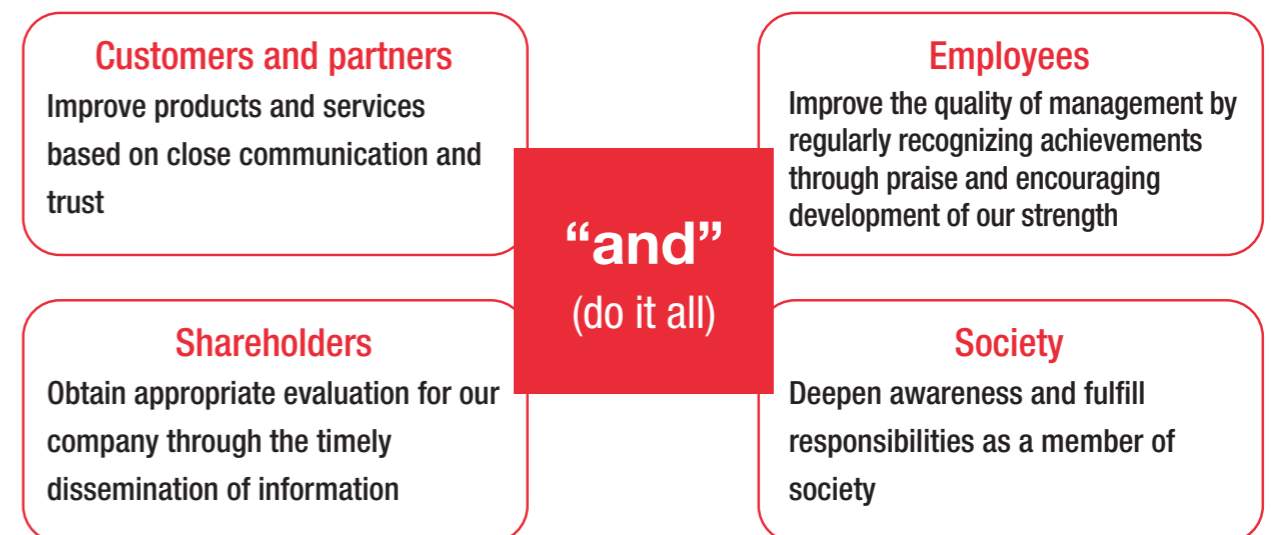 Customers and partners
Improve products and services
based on close communication and
trust
Employees
Improve the quality of management by
regularly recognizing achievements
through praise and encouraging
development of our strength
“and”
(do it all)
Shareholders
Obtain appropriate evaluation for our
company through the timely
dissemination of information
Society
Deepen awareness and fulfill
responsibilities as a member of
society